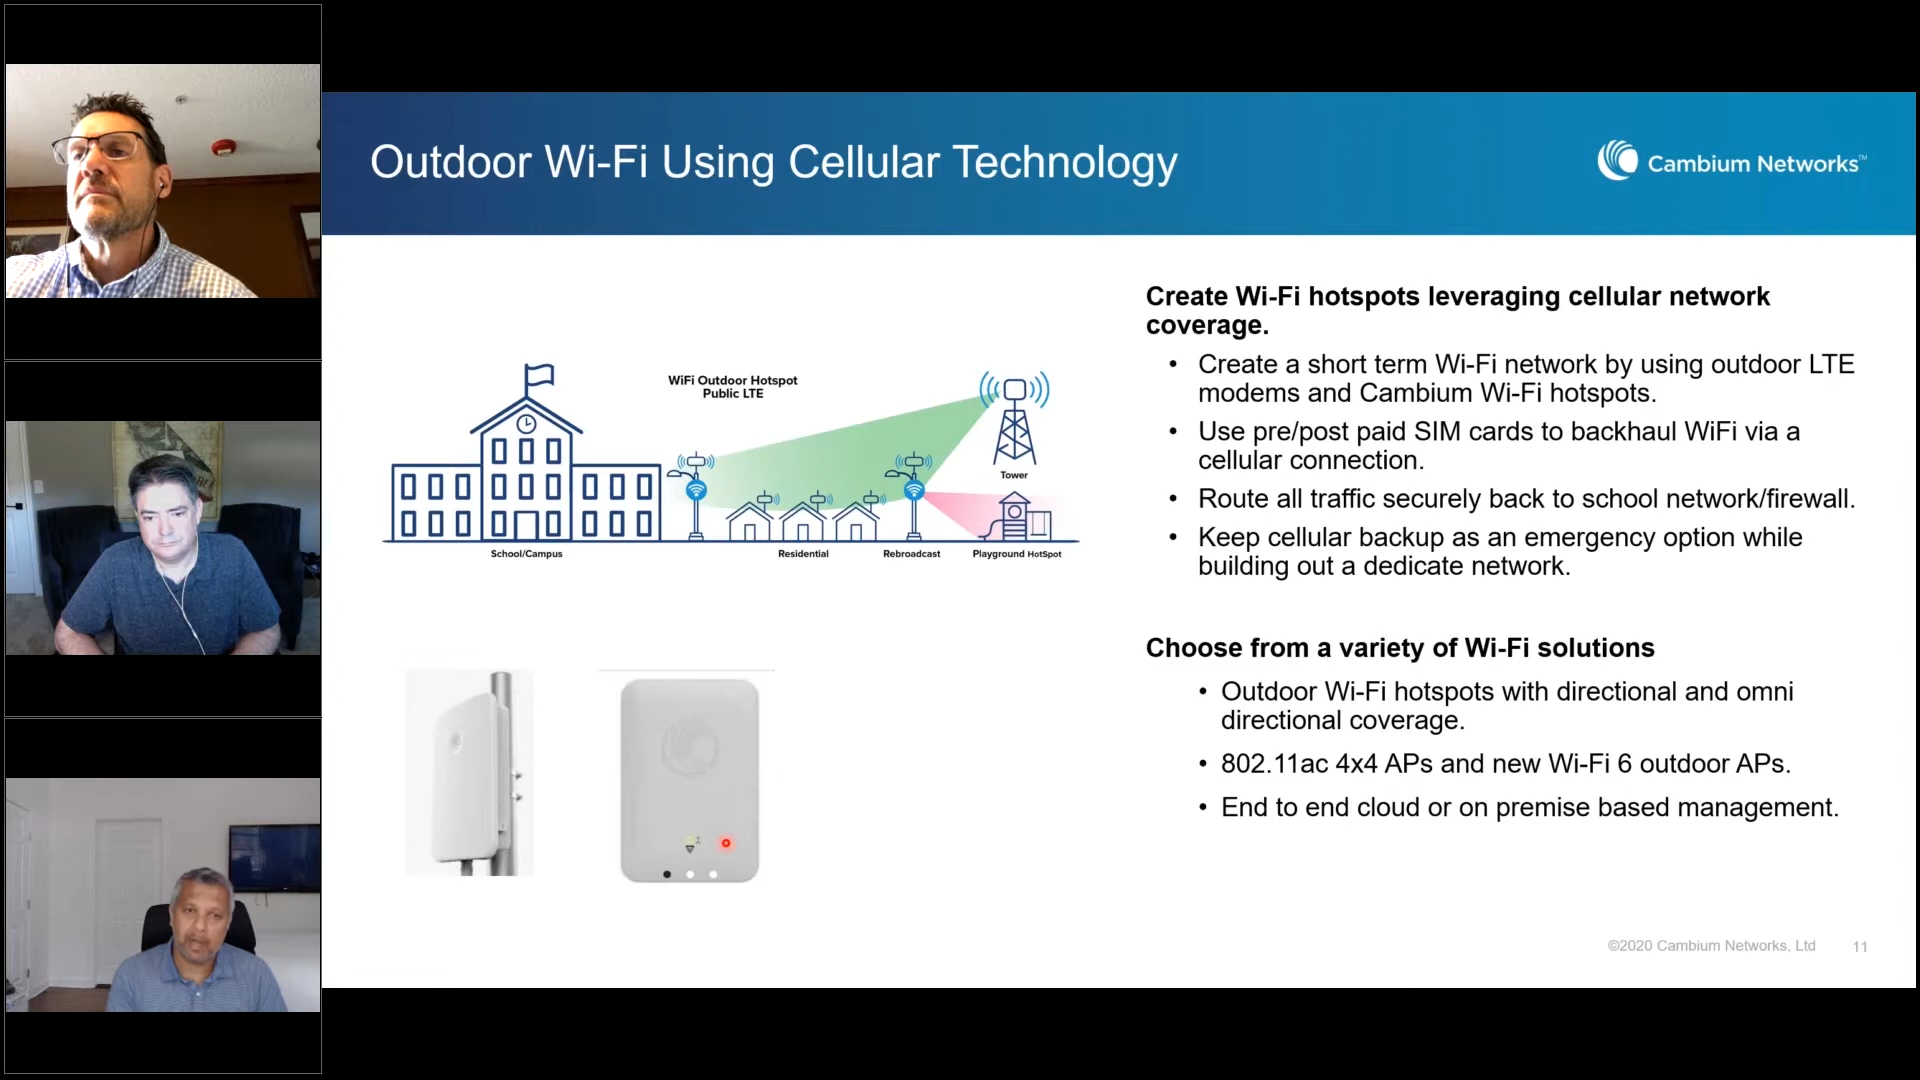 Outdoor Wi-Fi Using Cellular Technology
Cambium Networks™
WiFi Outdoor Hotspot
Public LTE
Tower
School/Campus
Residential
Rebroadcast
Playground HotSpot
Create Wi-Fi hotspots leveraging cellular network
coverage.
• Create a short term Wi-Fi network by using outdoor LTE
modems and Cambium Wi-Fi hotspots.
• Use pre/post paid SIM cards to backhaul WiFi via a
cellular connection.
• Route all traffic securely back to school network/firewall.
• Keep cellular backup as an emergency option while
building out a dedicate network.
Choose from a variety of Wi-Fi solutions
• Outdoor Wi-Fi hotspots with directional and omni
directional coverage.
• 802.11ac 4x4 APs and new Wi-Fi 6 outdoor APs.
• End to end cloud or on premise based management.
©2020 Cambium Networks, Ltd
11